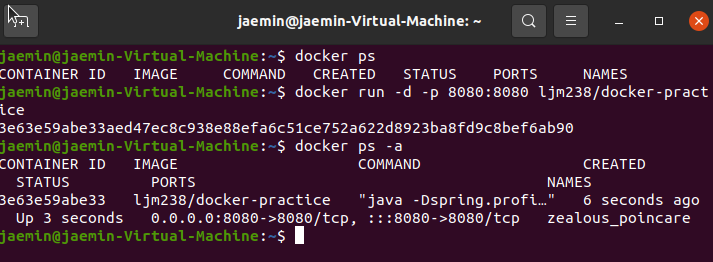 jaemin@jaemin-Virtual-Machine: ~
jaemin@jaemin-Virtual-Machine:~$ docker ps
CONTAINER ID   IMAGE     COMMAND   CREATED   STATUS    PORTS     NAMES
jaemin@jaemin-Virtual-Machine:~$ docker run -d -p 8080:8080 ljm238/docker-pract
ice
3e63e59abe33aed47ec8c938e88efa6c51ce752a622d8923ba8fd9c8bef6ab90
jaemin@jaemin-Virtual-Machine:~$ docker ps -a
CONTAINER ID   IMAGE                    COMMAND                  CREATED
  STATUS         PORTS                                       NAMES
3e63e59abe33   ljm238/docker-practice   "java -Dspring.profi…"   6 seconds ago
  Up 3 seconds   0.0.0.0:8080->8080/tcp, :::8080->8080/tcp   zealous_poincare
jaemin@jaemin-Virtual-Machine:~$